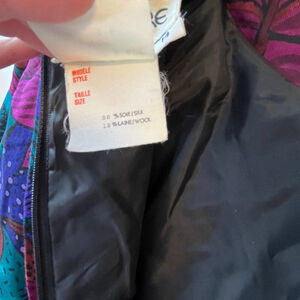 MODÈLE
STYLE
TAILLE
SIZE
% SOIE/SILK
% LAINE/WOOL